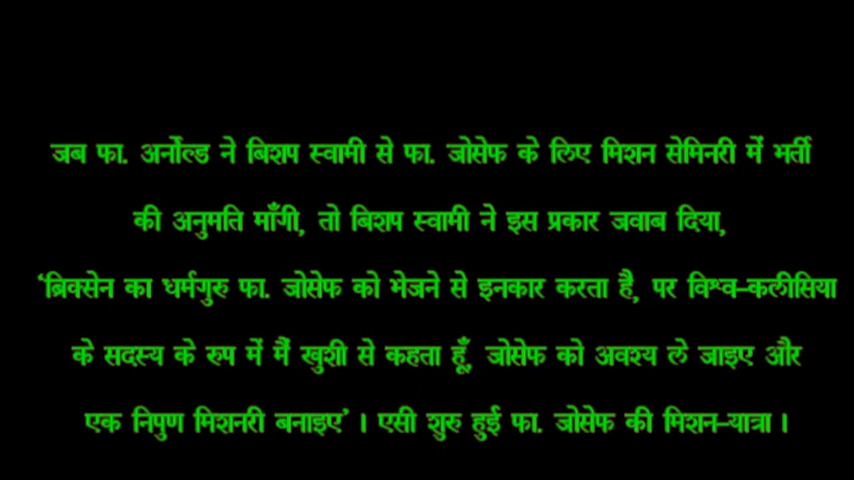 जब फा. अर्नोल्ड ने बिशप स्वामी से फा. जोसेफ के लिए मिशन सेमिनरी में भर्ती
की अनुमति माँगी, तो बिशप स्वामी ने इस प्रकार जवाब दिया,
‘ब्रिक्सेन का धर्मगुरु फा. जोसेफ को भेजने से इनकार करता है, पर विश्व-कलीसिया
के सदस्य के रुप में मैं खुशी से कहता हूँ, जोसेफ को अवश्य ले जाइए और
एक निपुण मिशनरी बनाइए’ । एसी शुरु हुई फा. जोसेफ की मिशन-यात्रा ।